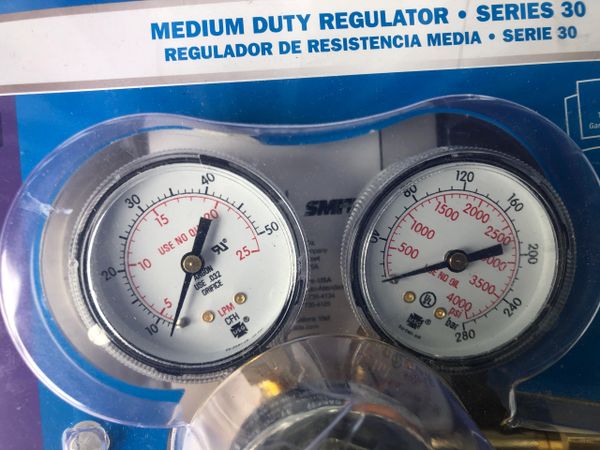 MEDIUM DUTY REGULATOR • SERIES 30
REGULADOR DE RESISTENCIA MEDIA • SERIE 30
10 20 30 40 50
5 10 15 20 25
USE NO OIL
ARGON
USE .032
ORIFICE
LPM
CFH
SMIT
40 80 120 160 200 240 280
500 1000 1500 2000 2500 3000 3500 4000
USE NO OIL
psi
bar